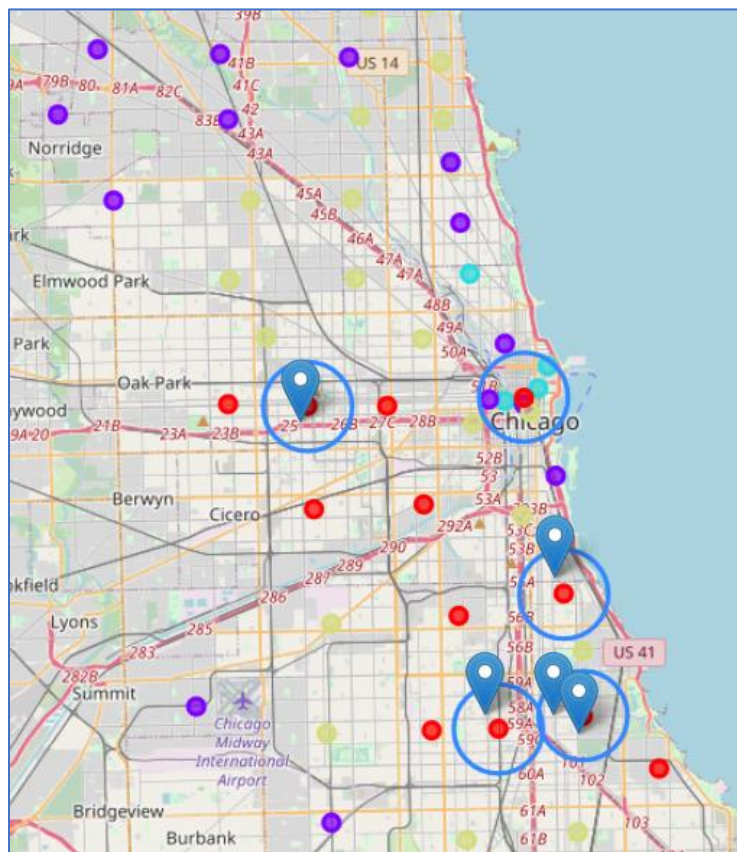 39B
41B
US 14
79B
80
81A
82C
41C
42
83B
43A
43A
Norridge
45A
45B
46A
47A
47A
Elmwood Park
48B
49A
Park
50A
Oak Park
51B
Chicago
21B
23A
23B
25
26B
27C
28B
52B
53
53A
Berwyn
Cicero
292A
53C
53B
290
289
287
286
285
283
282B
Lyons
56B
56B
US 41
Summit
59A
58A
59A
Chicago
Midway
International
Airport
60A
102
103
61A
61B
Bridgeview
Burbank